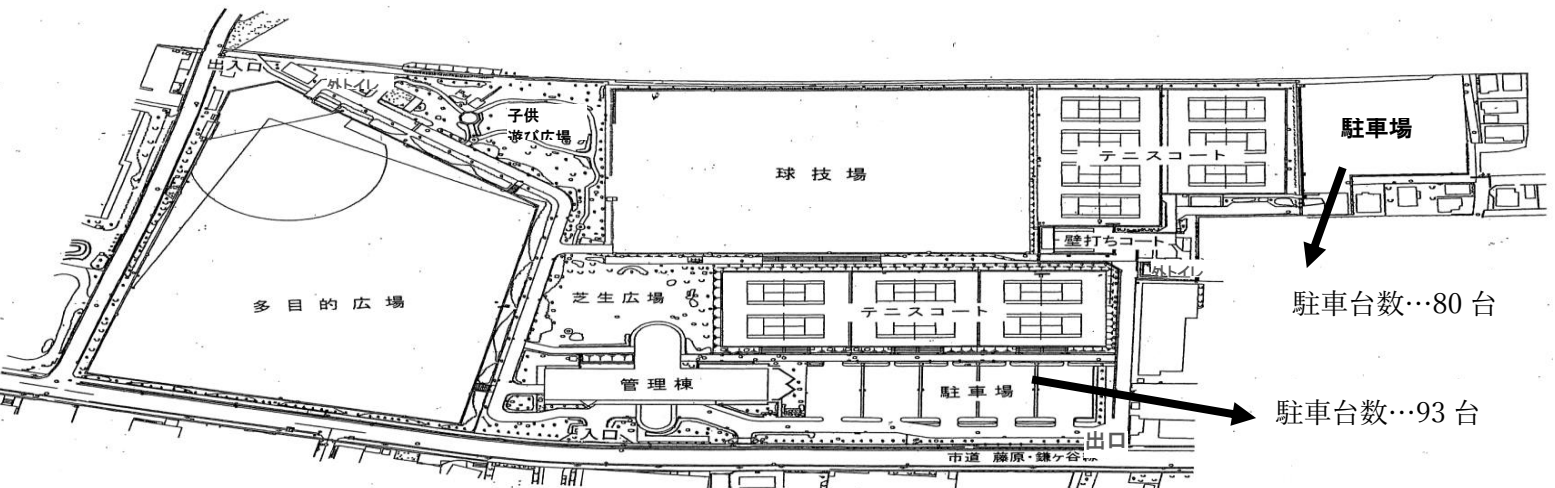 出入口
外トイレ
子供
遊び広場
球技場
テニスコート
駐車場
壁打ちコート
外トイレ
駐車台数…80台
多目的広場
芝生広場
テニスコート
管理棟
駐車場
駐車台数…93台
入口
出口
市道 藤原・鎌ケ谷